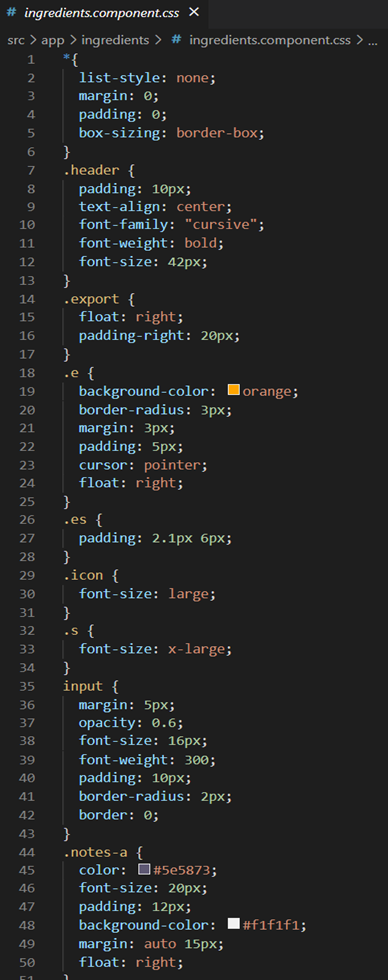 # ingredients.component.css ×
src > app > ingredients > # ingredients.component.css > ...
1 *{
2 list-style: none;
3 margin: 0;
4 padding: 0;
5 box-sizing: border-box;
6 }
7 .header {
8 padding: 10px;
9 text-align: center;
10 font-family: "cursive";
11 font-weight: bold;
12 font-size: 42px;
13 }
14 .export {
15 float: right;
16 padding-right: 20px;
17 }
18 .e {
19 background-color: orange;
20 border-radius: 3px;
21 margin: 3px;
22 padding: 5px;
23 cursor: pointer;
24 float: right;
25 }
26 .es {
27 padding: 2.1px 6px;
28 }
29 .icon {
30 font-size: large;
31 }
32 .s {
33 font-size: x-large;
34 }
35 input {
36 margin: 5px;
37 opacity: 0.6;
38 font-size: 16px;
39 font-weight: 300;
40 padding: 10px;
41 border-radius: 2px;
42 border: 0;
43 }
44 .notes-a {
45 color: #5e5873;
46 font-size: 20px;
47 padding: 12px;
48 background-color: #f1f1f1;
49 margin: auto 15px;
50 float: right;